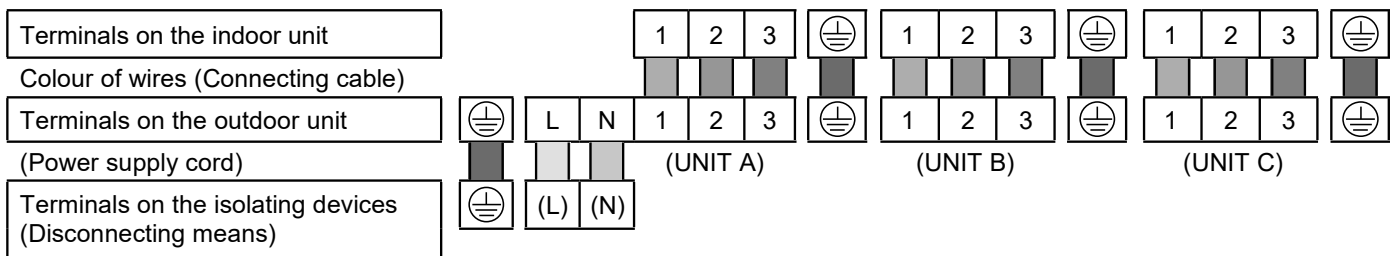 Terminals on the indoor unit 1 2 3 1 2 3 1 2 3
Colour of wires (Connecting cable)
Terminals on the outdoor unit L N 1 2 3 1 2 3 1 2 3
(Power supply cord) (UNIT A) (UNIT B) (UNIT C)
Terminals on the isolating devices (L) (N)
(Disconnecting means)